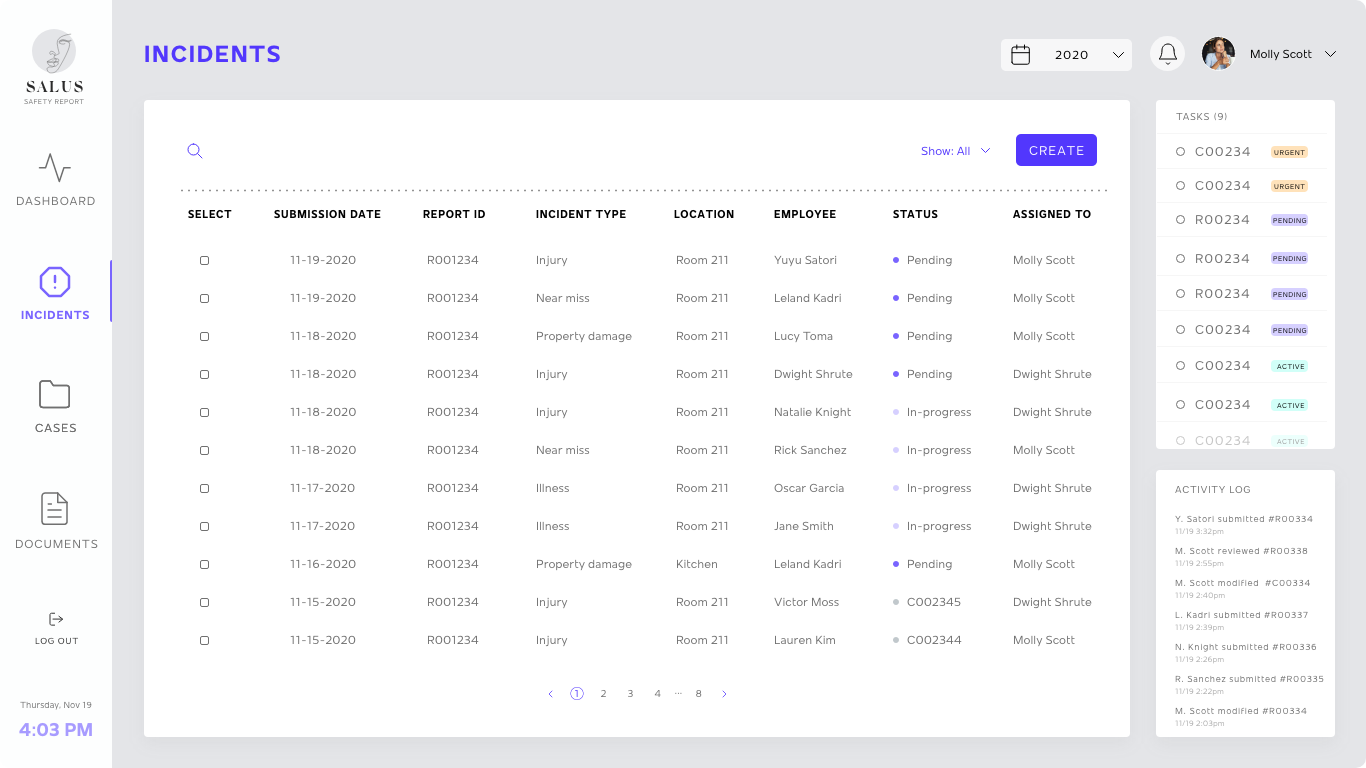 SALUS
SAFETY REPORT
DASHBOARD
INCIDENTS
CASES
DOCUMENTS
LOG OUT
Thursday, Nov 19
4:03 PM
INCIDENTS
2020
Molly Scott
Show: All
CREATE
SELECT SUBMISSION DATE REPORT ID INCIDENT TYPE LOCATION EMPLOYEE STATUS ASSIGNED TO
11-19-2020 R001234 Injury Room 211 Yuyu Satori Pending Molly Scott
11-19-2020 R001234 Near miss Room 211 Leland Kadri Pending Molly Scott
11-18-2020 R001234 Property damage Room 211 Lucy Toma Pending Molly Scott
11-18-2020 R001234 Injury Room 211 Dwight Shrute Pending Dwight Shrute
11-18-2020 R001234 Injury Room 211 Natalie Knight In-progress Dwight Shrute
11-18-2020 R001234 Near miss Room 211 Rick Sanchez In-progress Molly Scott
11-17-2020 R001234 Illness Room 211 Oscar Garcia In-progress Dwight Shrute
11-17-2020 R001234 Illness Room 211 Jane Smith In-progress Dwight Shrute
11-16-2020 R001234 Property damage Kitchen Leland Kadri Pending Molly Scott
11-15-2020 R001234 Injury Room 211 Victor Moss C002345 Dwight Shrute
11-15-2020 R001234 Injury Room 211 Lauren Kim C002344 Molly Scott
< 1 2 3 4 ... 8 >
TASKS (9)
C00234 URGENT
C00234 URGENT
R00234 PENDING
R00234 PENDING
R00234 PENDING
C00234 PENDING
C00234 ACTIVE
C00234 ACTIVE
C00234 ACTIVE
ACTIVITY LOG
Y. Satori submitted #R00334
11/19 3:32pm
M. Scott reviewed #R00338
11/19 2:55pm
M. Scott modified #C00334
11/19 2:40pm
L. Kadri submitted #R00337
11/19 2:39pm
N. Knight submitted #R00336
11/19 2:26pm
R. Sanchez submitted #R00335
11/19 2:22pm
M. Scott modified #R00334
11/19 2:03pm